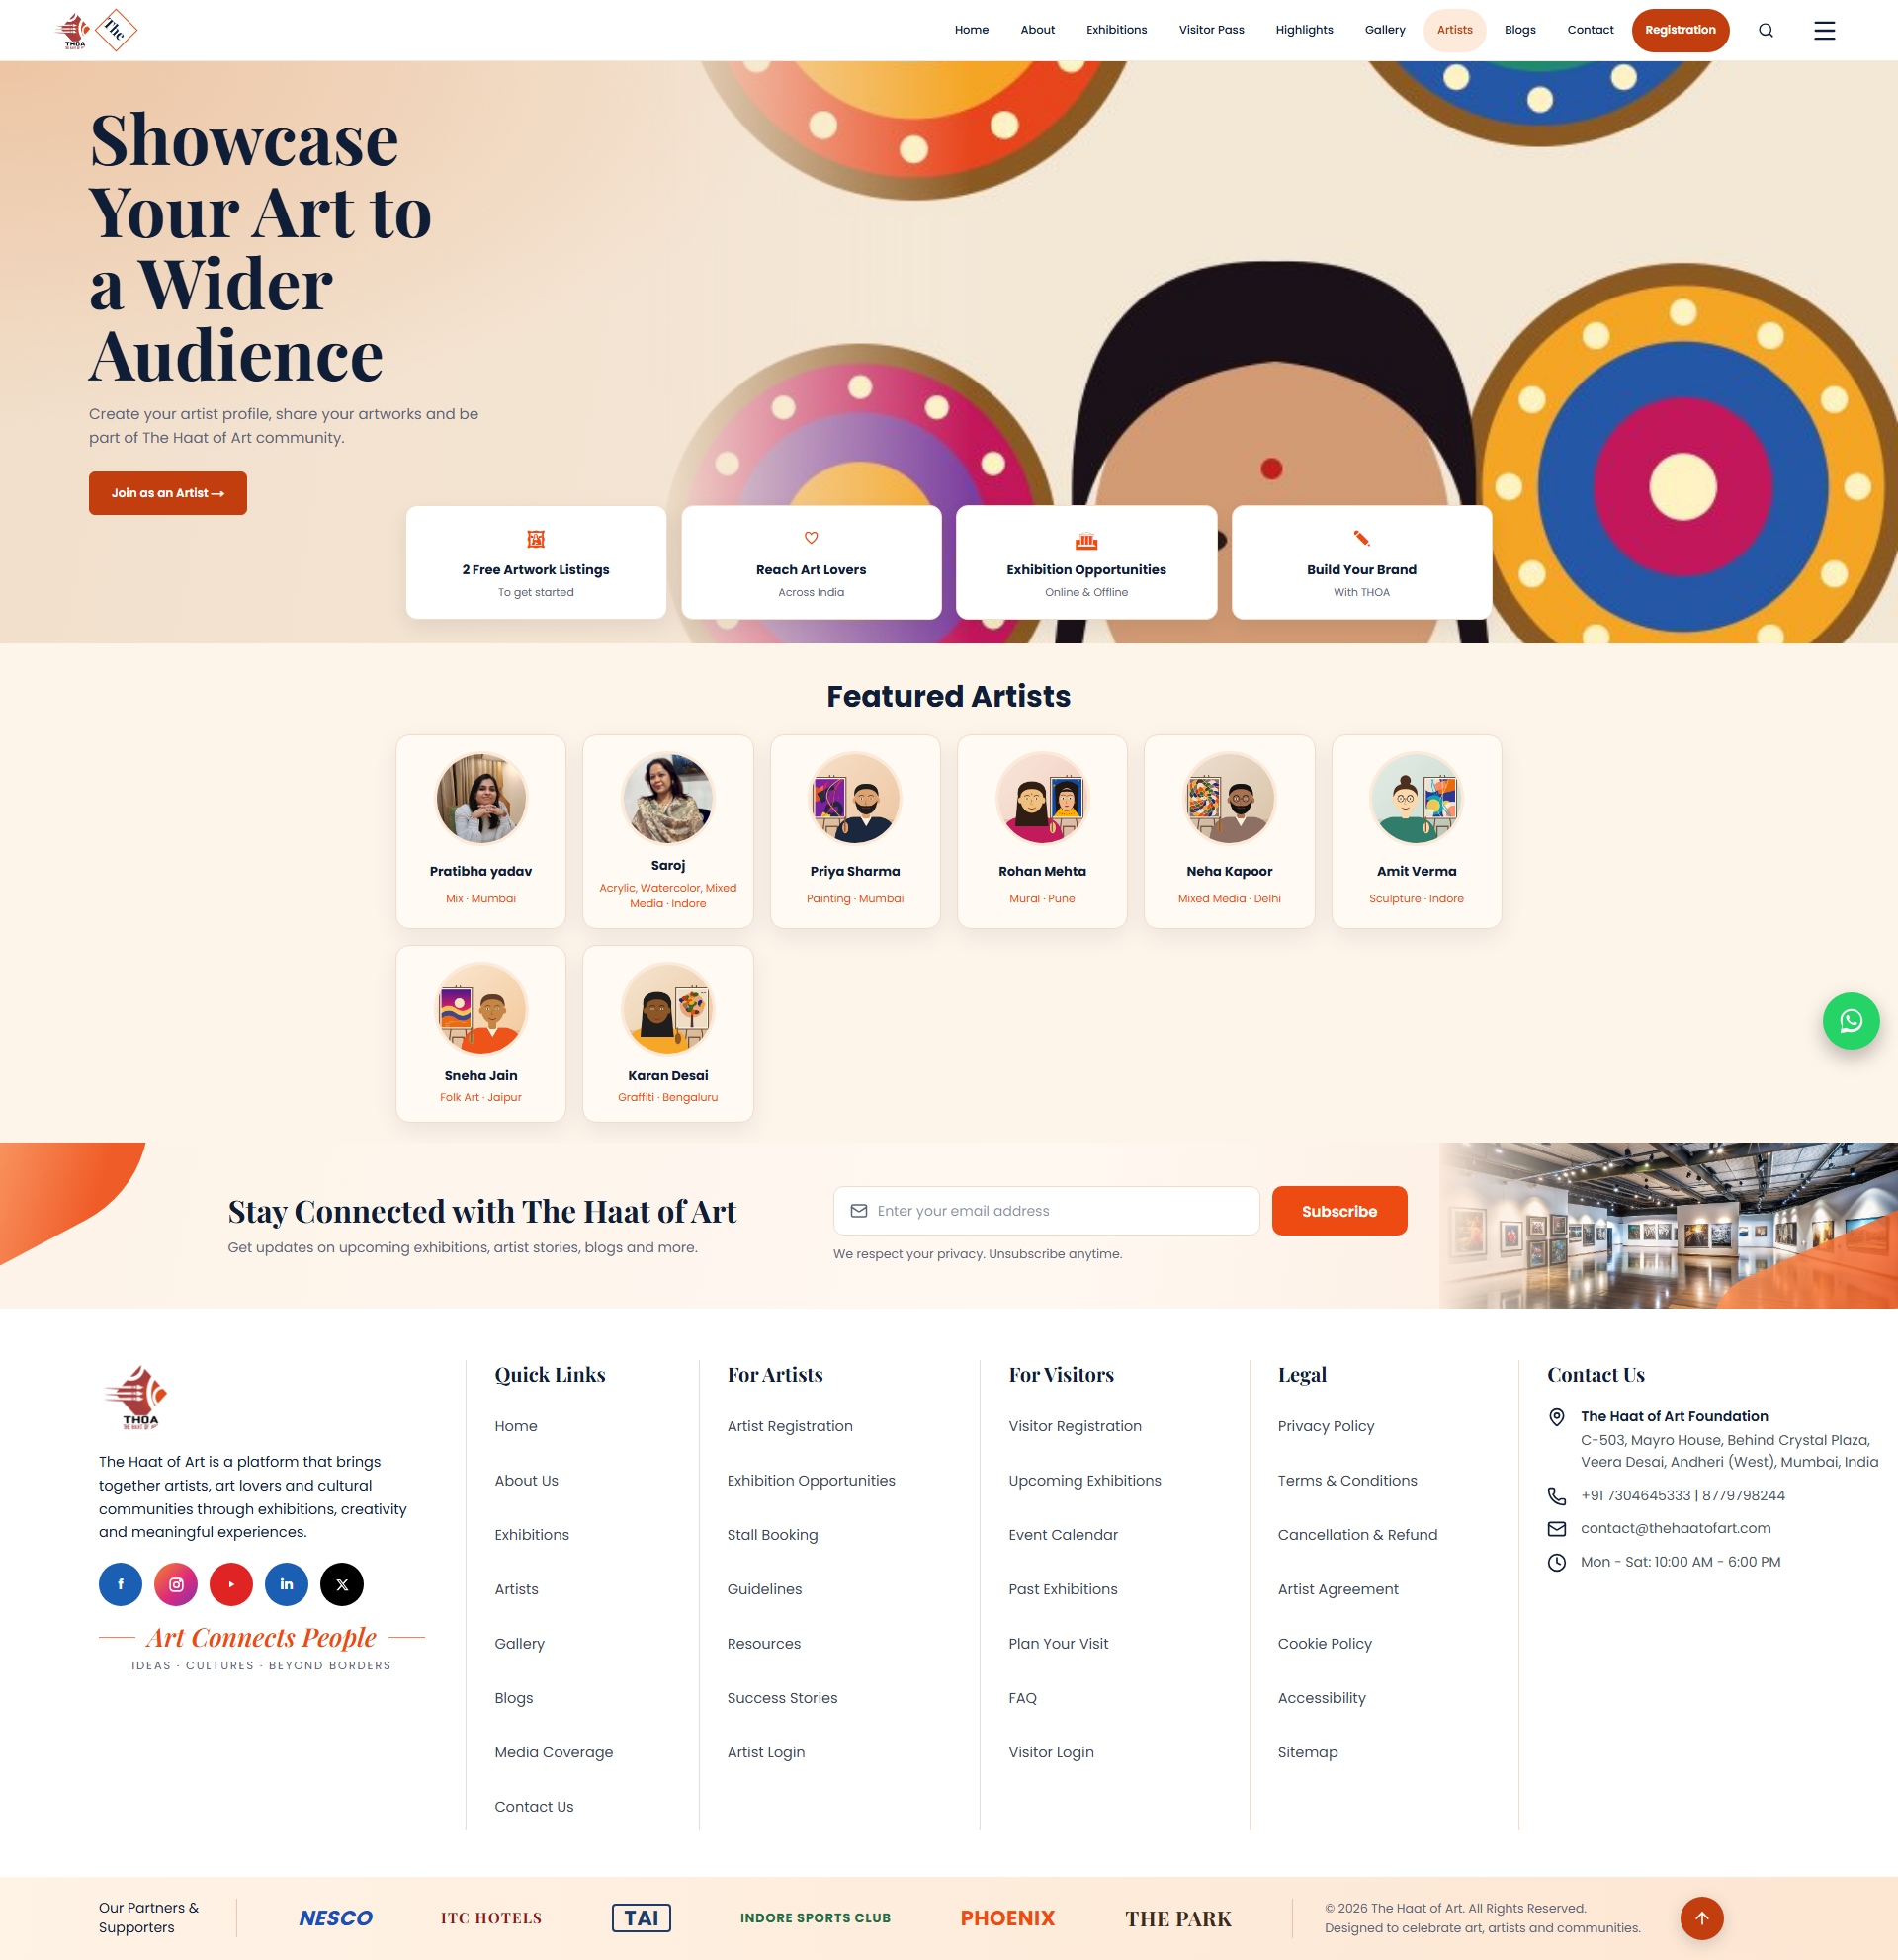 THOA
The
Home
About
Exhibitions
Visitor Pass
Highlights
Gallery
Artists
Blogs
Contact
Registration
Showcase
Your Art to
a Wider
Audience
Create your artist profile, share your artworks and be
part of The Haat of Art community.
Join as an Artist →
2 Free Artwork Listings
To get started
Reach Art Lovers
Across India
Exhibition Opportunities
Online & Offline
Build Your Brand
With THOA
Featured Artists
Pratibha yadav
Mix · Mumbai
Saroj
Acrylic, Watercolor, Mixed
Media · Indore
Priya Sharma
Painting · Mumbai
Rohan Mehta
Mural · Pune
Neha Kapoor
Mixed Media · Delhi
Amit Verma
Sculpture · Indore
Sneha Jain
Folk Art · Jaipur
Karan Desai
Graffiti · Bengaluru
Stay Connected with The Haat of Art
Get updates on upcoming exhibitions, artist stories, blogs and more.
Enter your email address
Subscribe
We respect your privacy. Unsubscribe anytime.
THOA
THE HAAT OF ART
The Haat of Art is a platform that brings
together artists, art lovers and cultural
communities through exhibitions, creativity
and meaningful experiences.
Art Connects People
IDEAS · CULTURES · BEYOND BORDERS
Quick Links
Home
About Us
Exhibitions
Artists
Gallery
Blogs
Media Coverage
Contact Us
For Artists
Artist Registration
Exhibition Opportunities
Stall Booking
Guidelines
Resources
Success Stories
Artist Login
For Visitors
Visitor Registration
Upcoming Exhibitions
Event Calendar
Past Exhibitions
Plan Your Visit
FAQ
Visitor Login
Legal
Privacy Policy
Terms & Conditions
Cancellation & Refund
Artist Agreement
Cookie Policy
Accessibility
Sitemap
Contact Us
The Haat of Art Foundation
C-503, Mayro House, Behind Crystal Plaza,
Veera Desai, Andheri (West), Mumbai, India
+91 7304645333 | 8779798244
contact@thehaatofart.com
Mon - Sat: 10:00 AM - 6:00 PM
Our Partners &
Supporters
NESCO
ITC HOTELS
TAI
INDORE SPORTS CLUB
PHOENIX
THE PARK
© 2026 The Haat of Art. All Rights Reserved.
Designed to celebrate art, artists and communities.